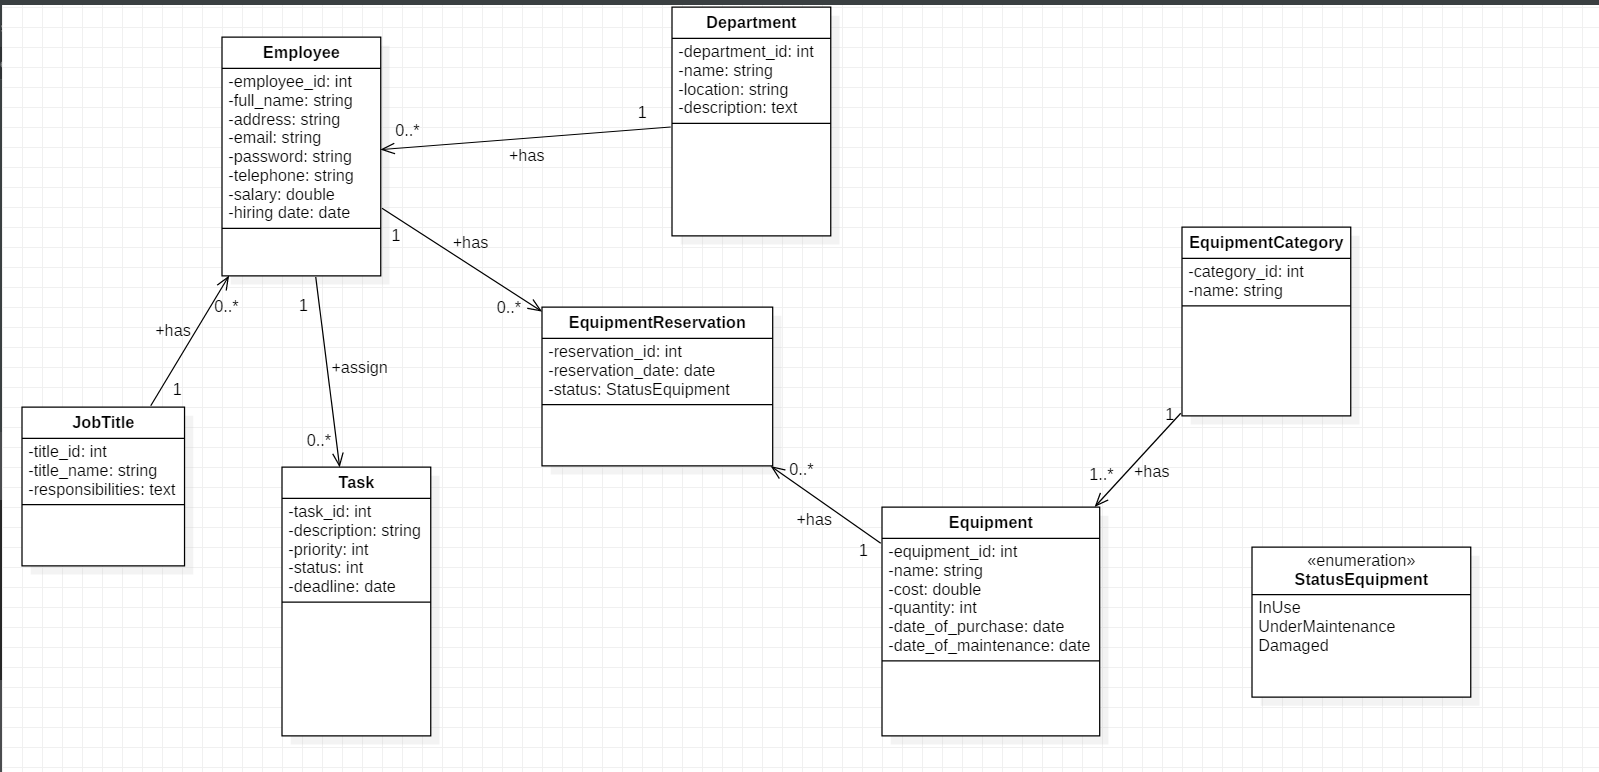 Department
-department_id: int
-name: string
-location: string
-description: text
Employee
-employee_id: int
-full_name: string
-address: string
-email: string
-password: string
-telephone: string
-salary: double
-hiring date: date
1
0..*
+has
1
+has
0..*
1
0..*
+has
1
+assign
0..*
EquipmentCategory
-category_id: int
-name: string
EquipmentReservation
-reservation_id: int
-reservation_date: date
-status: StatusEquipment
JobTitle
-title_id: int
-title_name: string
-responsibilities: text
Task
-task_id: int
-description: string
-priority: int
-status: int
-deadline: date
1
1..*
+has
0..*
+has
1
Equipment
-equipment_id: int
-name: string
-cost: double
-quantity: int
-date_of_purchase: date
-date_of_maintenance: date
«enumeration»
StatusEquipment
InUse
UnderMaintenance
Damaged